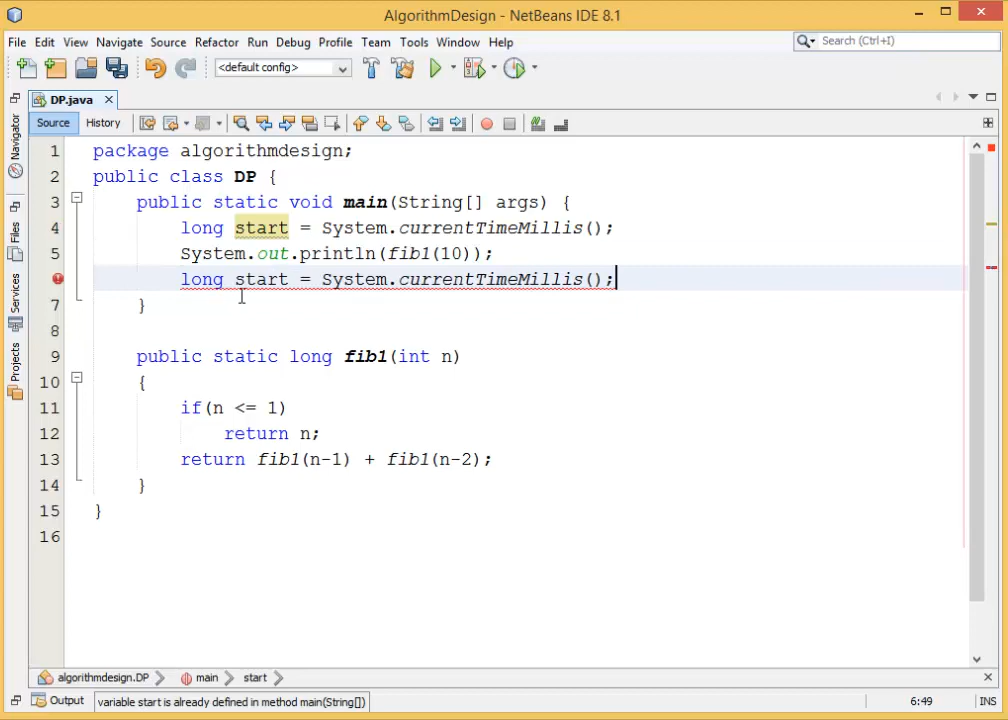 AlgorithmDesign - NetBeans IDE 8.1
File Edit View Navigate Source Refactor Run Debug Profile Team Tools Window Help
Search (Ctrl+I)
<default config>
DP.java
Source History
Navigator
Files
Services
Projects
1 package algorithmdesign;
2 public class DP {
3 public static void main(String[] args) {
4 long start = System.currentTimeMillis();
5 System.out.println(fib1(10));
long start = System.currentTimeMillis();
7 }
8
9 public static long fib1(int n)
10 {
11 if(n <= 1)
12 return n;
13 return fib1(n-1) + fib1(n-2);
14 }
15 }
16
algorithmdesign.DP main start
Output variable start is already defined in method main(String[]) 6:49 INS